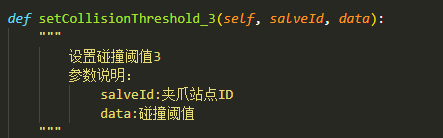 def setCollisionThreshold_3(self, salveId, data):
"""
设置碰撞阈值3
参数说明:
salveId:夹爪站点ID
data:碰撞阈值
"""